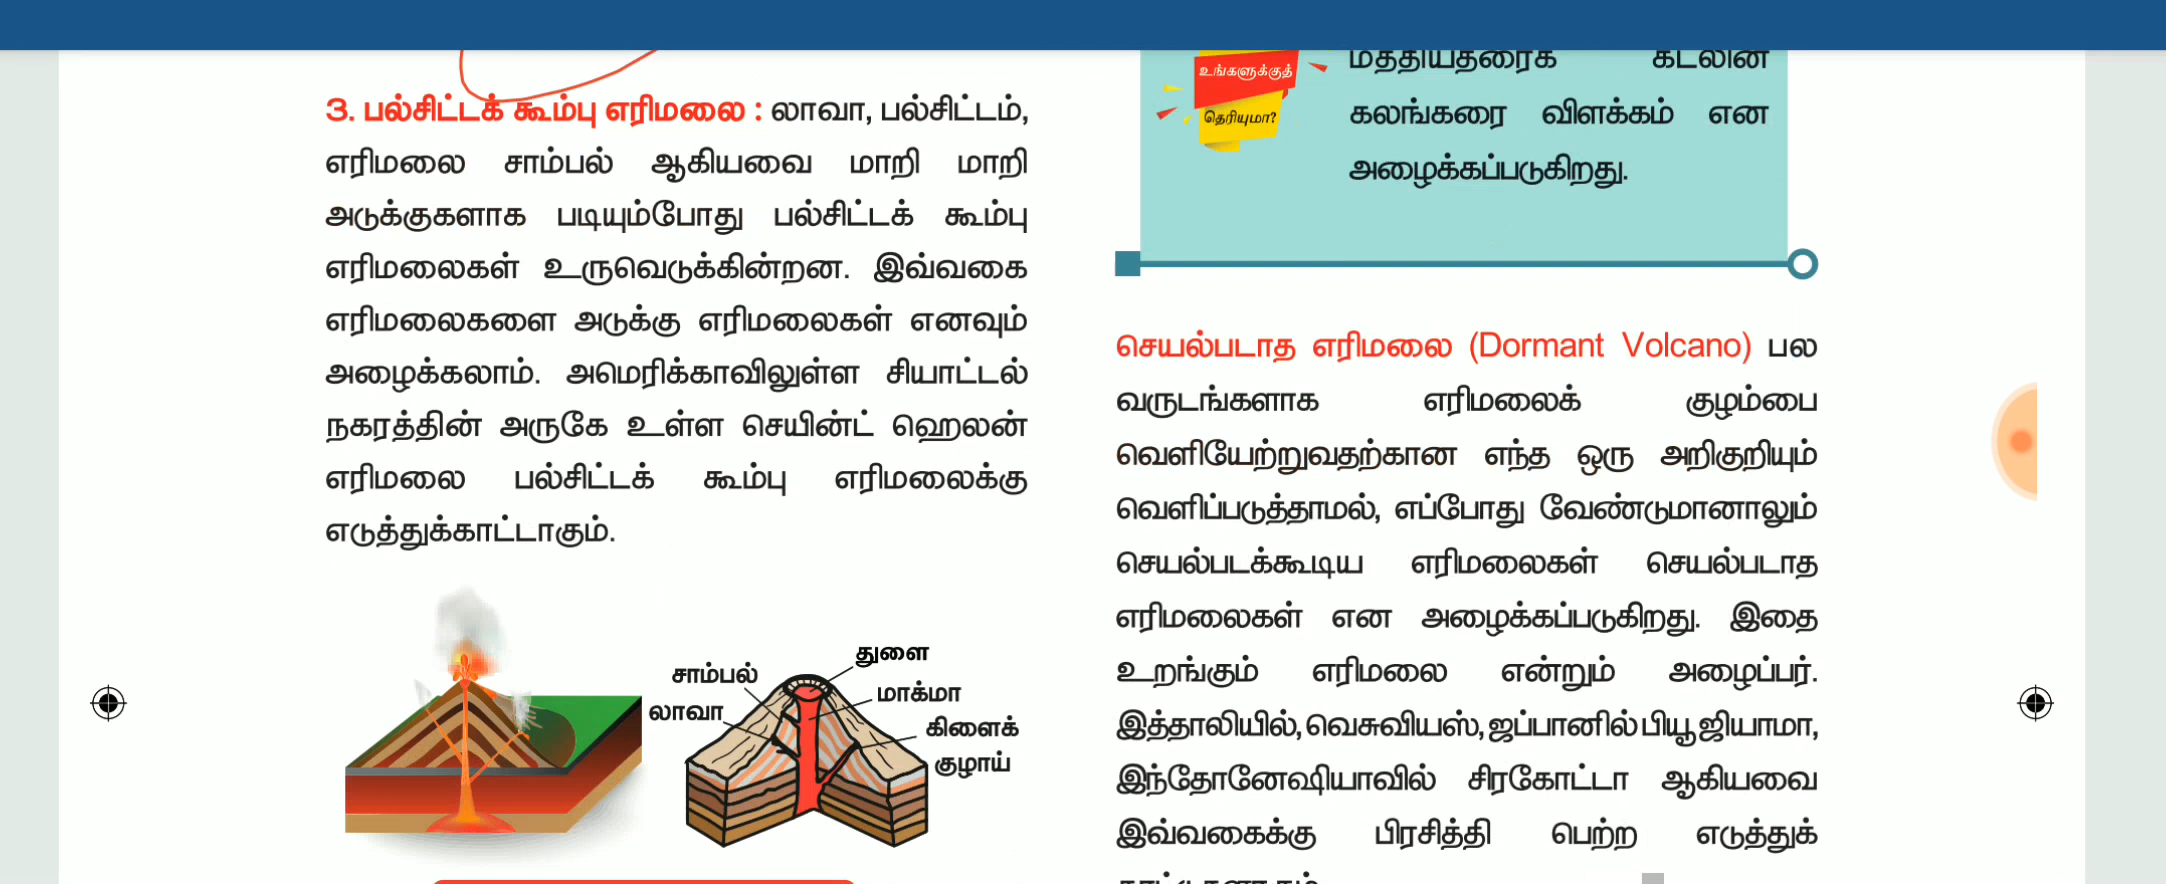 3. பல்சிட்டக் கூம்பு எரிமலை : லாவா, பல்சிட்டம்,
எரிமலை சாம்பல் ஆகியவை மாறி மாறி
அடுக்குகளாக படியும்போது பல்சிட்டக் கூம்பு
எரிமலைகள் உருவெடுக்கின்றன. இவ்வகை
எரிமலைகளை அடுக்கு எரிமலைகள் எனவும்
அழைக்கலாம். அமெரிக்காவிலுள்ள சியாட்டல்
நகரத்தின் அருகே உள்ள செயின்ட் ஹெலன்
எரிமலை பல்சிட்டக் கூம்பு எரிமலைக்கு
எடுத்துக்காட்டாகும்.
துளை
சாம்பல்
மாக்மா
லாவா
கிளைக்
குழாய்
உங்களுக்குத்
தெரியுமா?
மத்தியதரைக் கடலின்
கலங்கரை விளக்கம் என
அழைக்கப்படுகிறது.
செயல்படாத எரிமலை (Dormant Volcano) பல
வருடங்களாக எரிமலைக் குழம்பை
வெளியேற்றுவதற்கான எந்த ஒரு அறிகுறியும்
வெளிப்படுத்தாமல், எப்போது வேண்டுமானாலும்
செயல்படக்கூடிய எரிமலைகள் செயல்படாத
எரிமலைகள் என அழைக்கப்படுகிறது. இதை
உறங்கும் எரிமலை என்றும் அழைப்பர்.
இத்தாலியில், வெசுவியஸ், ஜப்பானில் பியூஜியாமா,
இந்தோனேஷியாவில் சிரகோட்டா ஆகியவை
இவ்வகைக்கு பிரசித்தி பெற்ற எடுத்துக்